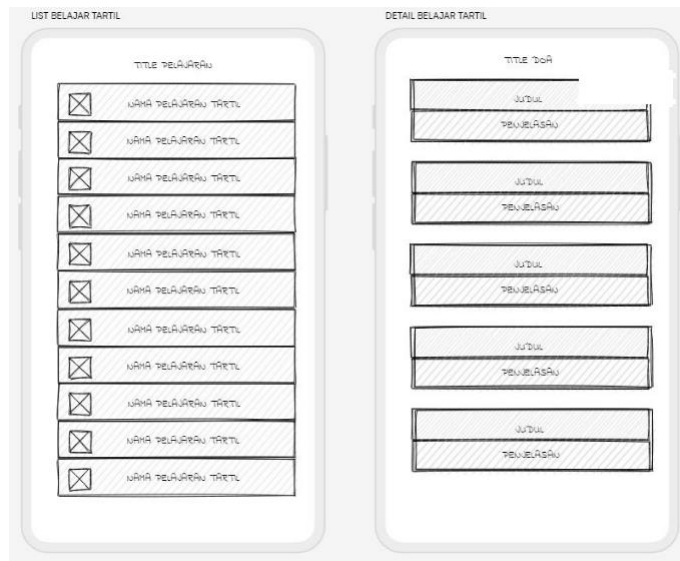 LIST BELAJAR TARTIL
TITLE PELAJARAN
NAMA PELAJARAN TARTIL
NAMA PELAJARAN TARTIL
NAMA PELAJARAN TARTIL
NAMA PELAJARAN TARTIL
NAMA PELAJARAN TARTIL
NAMA PELAJARAN TARTIL
NAMA PELAJARAN TARTIL
NAMA PELAJARAN TARTIL
NAMA PELAJARAN TARTIL
NAMA PELAJARAN TARTIL
NAMA PELAJARAN TARTIL
DETAIL BELAJAR TARTIL
TITLE DOA
JUDUL
PENJELASAN
JUDUL
PENJELASAN
JUDUL
PENJELASAN
JUDUL
PENJELASAN
JUDUL
PENJELASAN